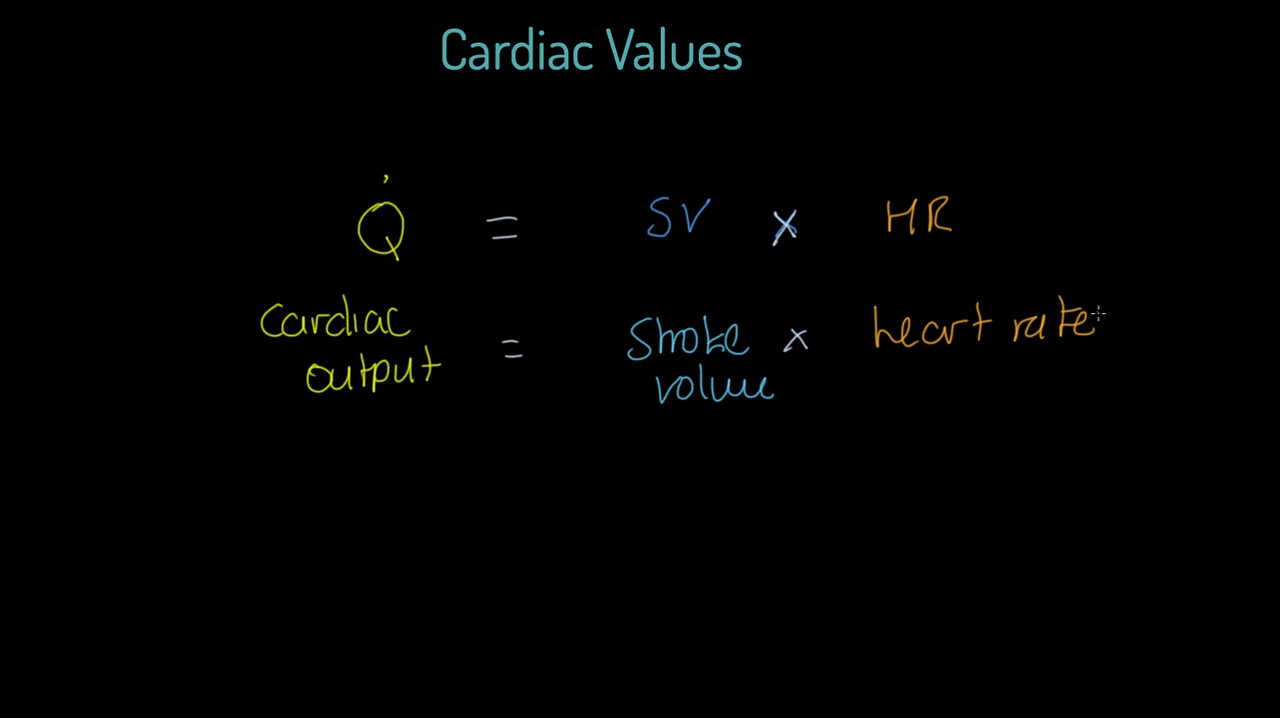 Cardiac Values
Q̇ = SV x HR
Cardiac output = Stroke volume x heart rate